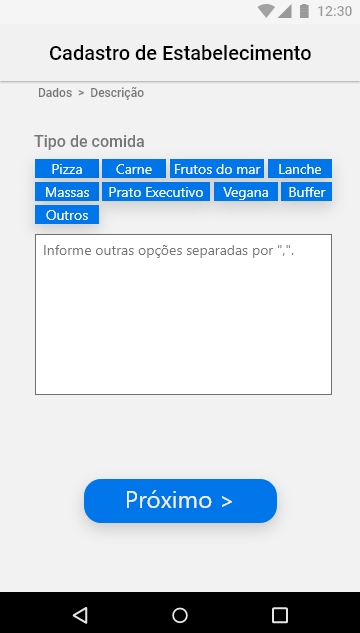 12:30
Cadastro de Estabelecimento
Dados > Descrição
Tipo de comida
Pizza Carne Frutos do mar Lanche
Massas Prato Executivo Vegana Buffer
Outros
Informe outras opções separadas por ",".
Próximo >